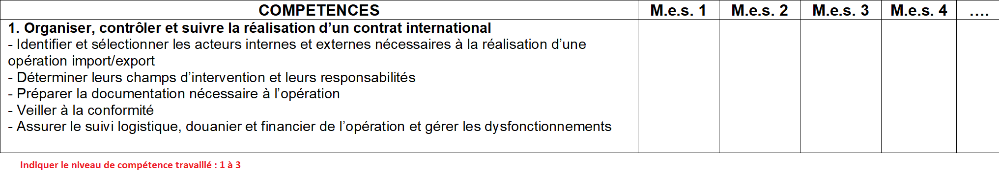 COMPETENCES M.e.s. 1 M.e.s. 2 M.e.s. 3 M.e.s. 4 ....
1. Organiser, contrôler et suivre la réalisation d’un contrat international
- Identifier et sélectionner les acteurs internes et externes nécessaires à la réalisation d’une
opération import/export
- Déterminer leurs champs d’intervention et leurs responsabilités
- Préparer la documentation nécessaire à l’opération
- Veiller à la conformité
- Assurer le suivi logistique, douanier et financier de l’opération et gérer les dysfonctionnements
Indiquer le niveau de compétence travaillé : 1 à 3